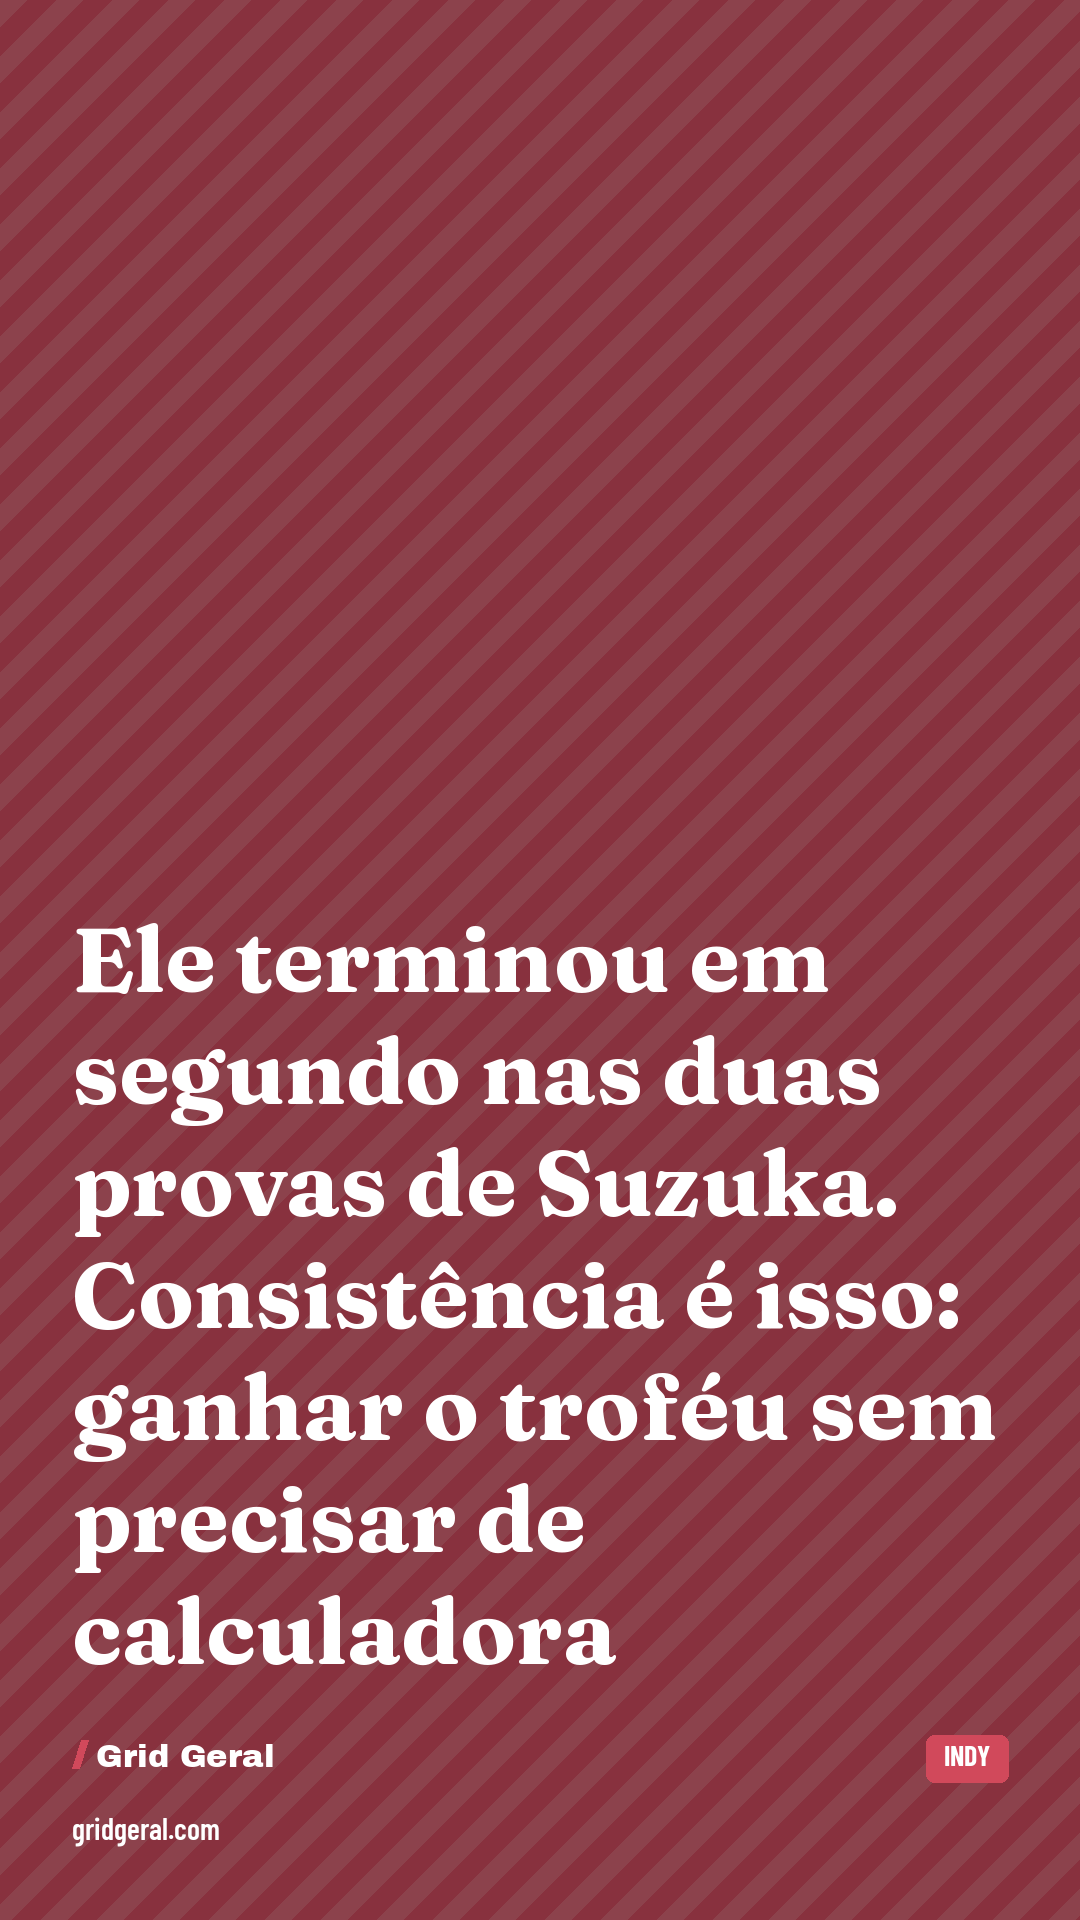 Ele terminou em
segundo nas duas
provas de Suzuka.
Consistência é isso:
ganhar o troféu sem
precisar de
calculadora
/ Grid Geral
INDY
gridgeral.com